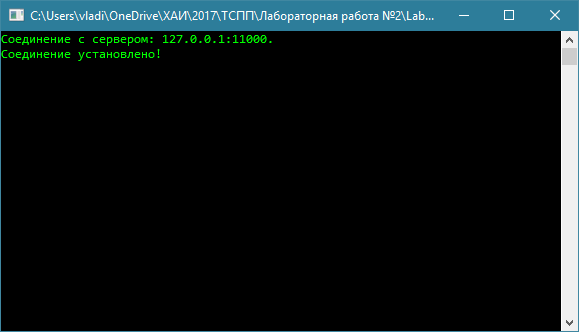 C:\Users\vladi\OneDrive\ХАИ\2017\ТСПП\Лабораторная работа №2\Lab...
Соединение с сервером: 127.0.0.1:11000.
Соединение установлено!